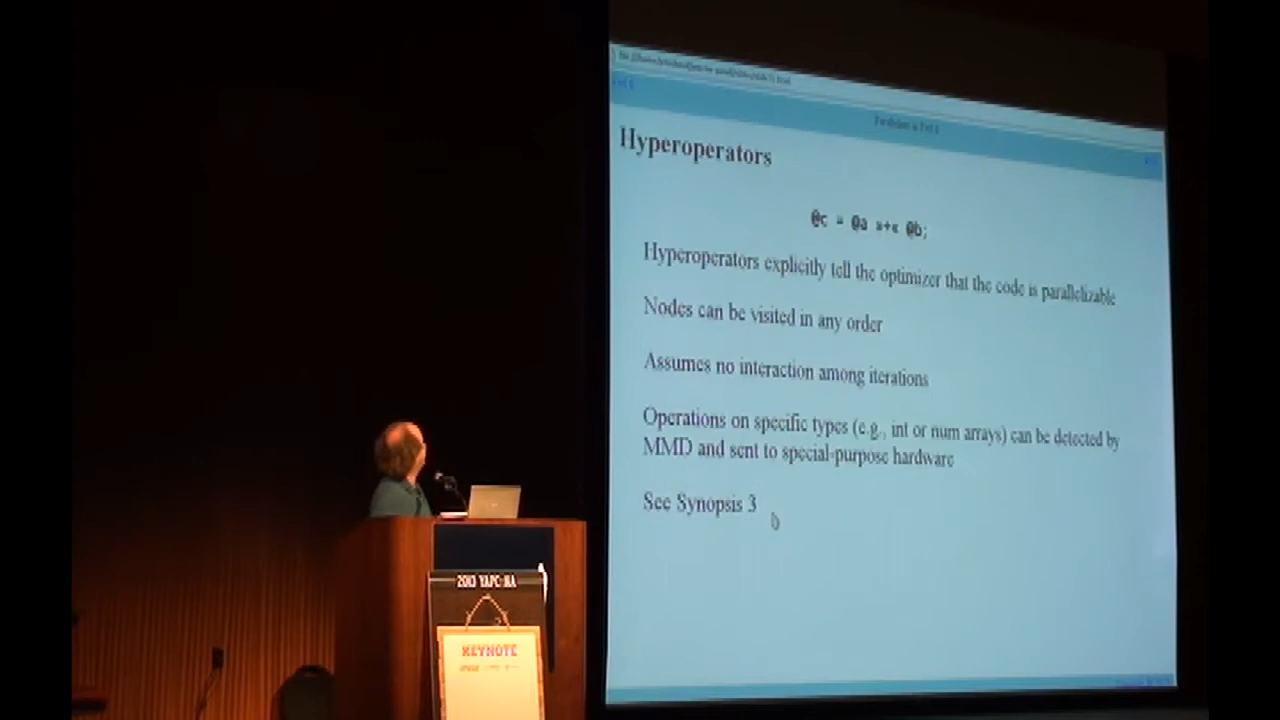 Hyperoperators
@c = @a »+« @b;
Hyperoperators explicitly tell the optimizer that the code is parallelizable
Nodes can be visited in any order
Assumes no interaction among iterations
Operations on specific types (e.g., int or num arrays) can be detected by
MMD and sent to special-purpose hardware
See Synopsis 3
2013 YAPC::NA
KEYNOTE